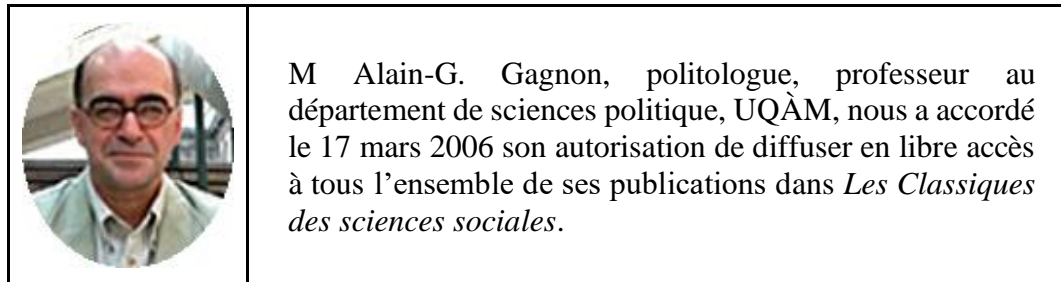 M Alain-G. Gagnon, politologue, professeur au
département de sciences politique, UQÀM, nous a accordé
le 17 mars 2006 son autorisation de diffuser en libre accès
à tous l’ensemble de ses publications dans Les Classiques
des sciences sociales.